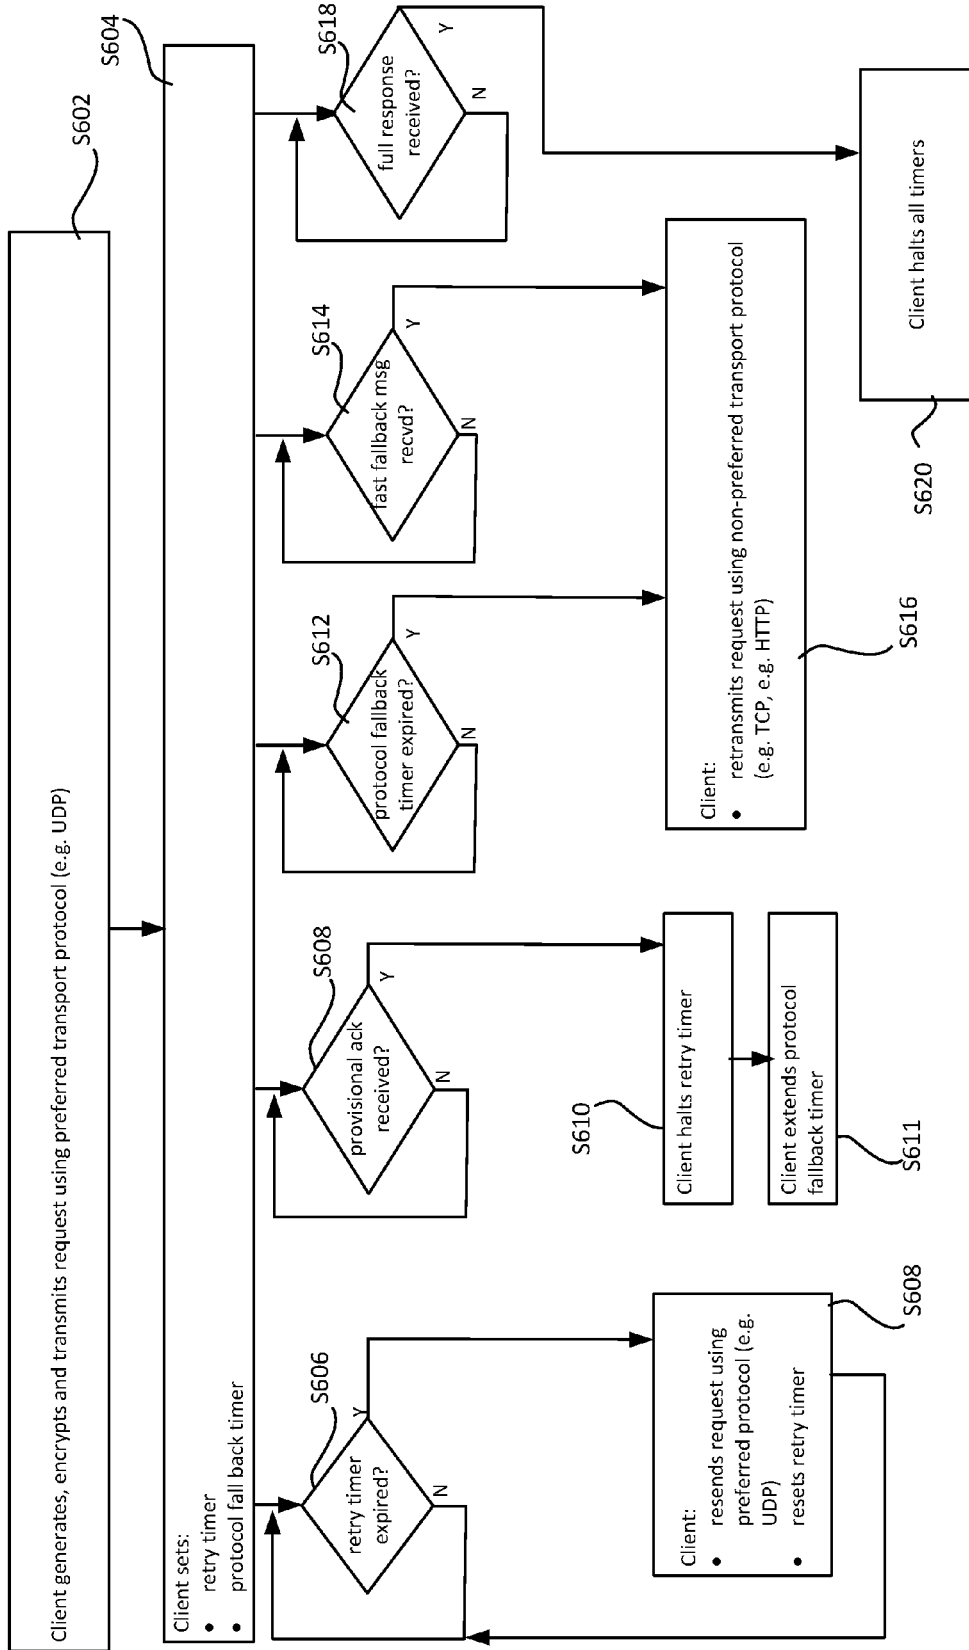 S602
Client generates, encrypts and transmits request using preferred transport protocol (e.g. UDP)
S604
Client sets:
• retry timer
• protocol fall back timer
S606
retry timer
expired?
Y
N
S608
provisional ack
received?
Y
N
S612
protocol fallback
timer expired?
Y
N
S614
fast fallback msg
recvd?
Y
N
S618
full response
received?
Y
N
Client:
• resends request using
preferred protocol (e.g.
UDP)
• resets retry timer
S608
S610
Client halts retry timer
Client extends protocol
fallback timer
S611
Client:
• retransmits request using non-preferred transport protocol
(e.g. TCP, e.g. HTTP)
S616
Client halts all timers
S620